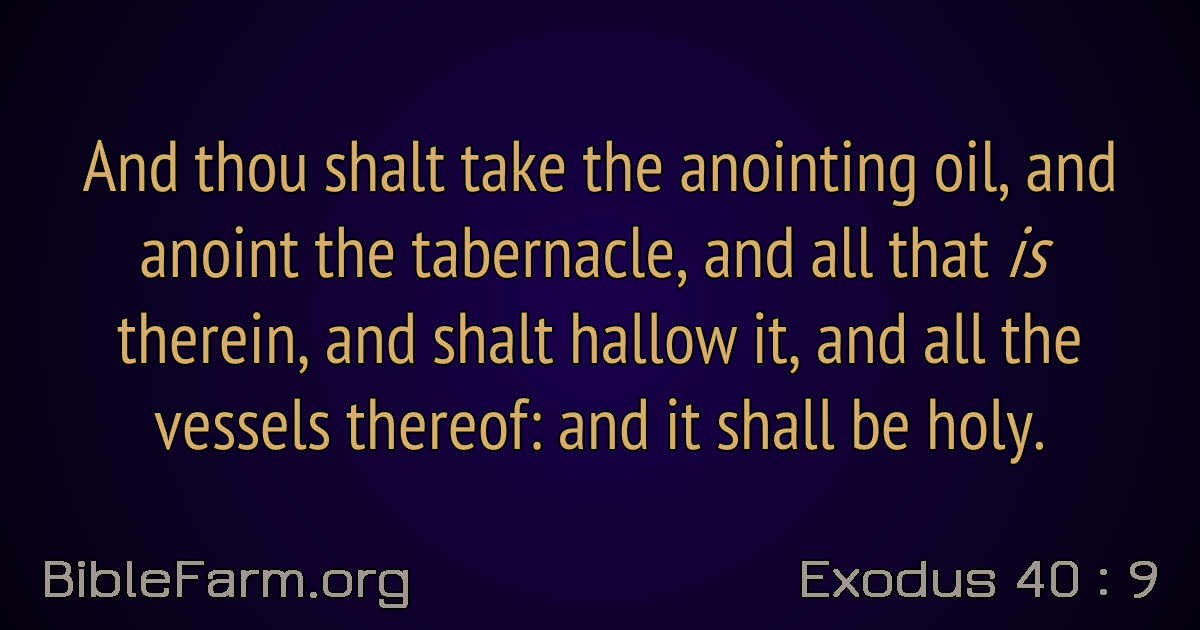 And thou shalt take the anointing oil, and
anoint the tabernacle, and all that is
therein, and shalt hallow it, and all the
vessels thereof: and it shall be holy.
BibleFarm.org
Exodus 40 : 9